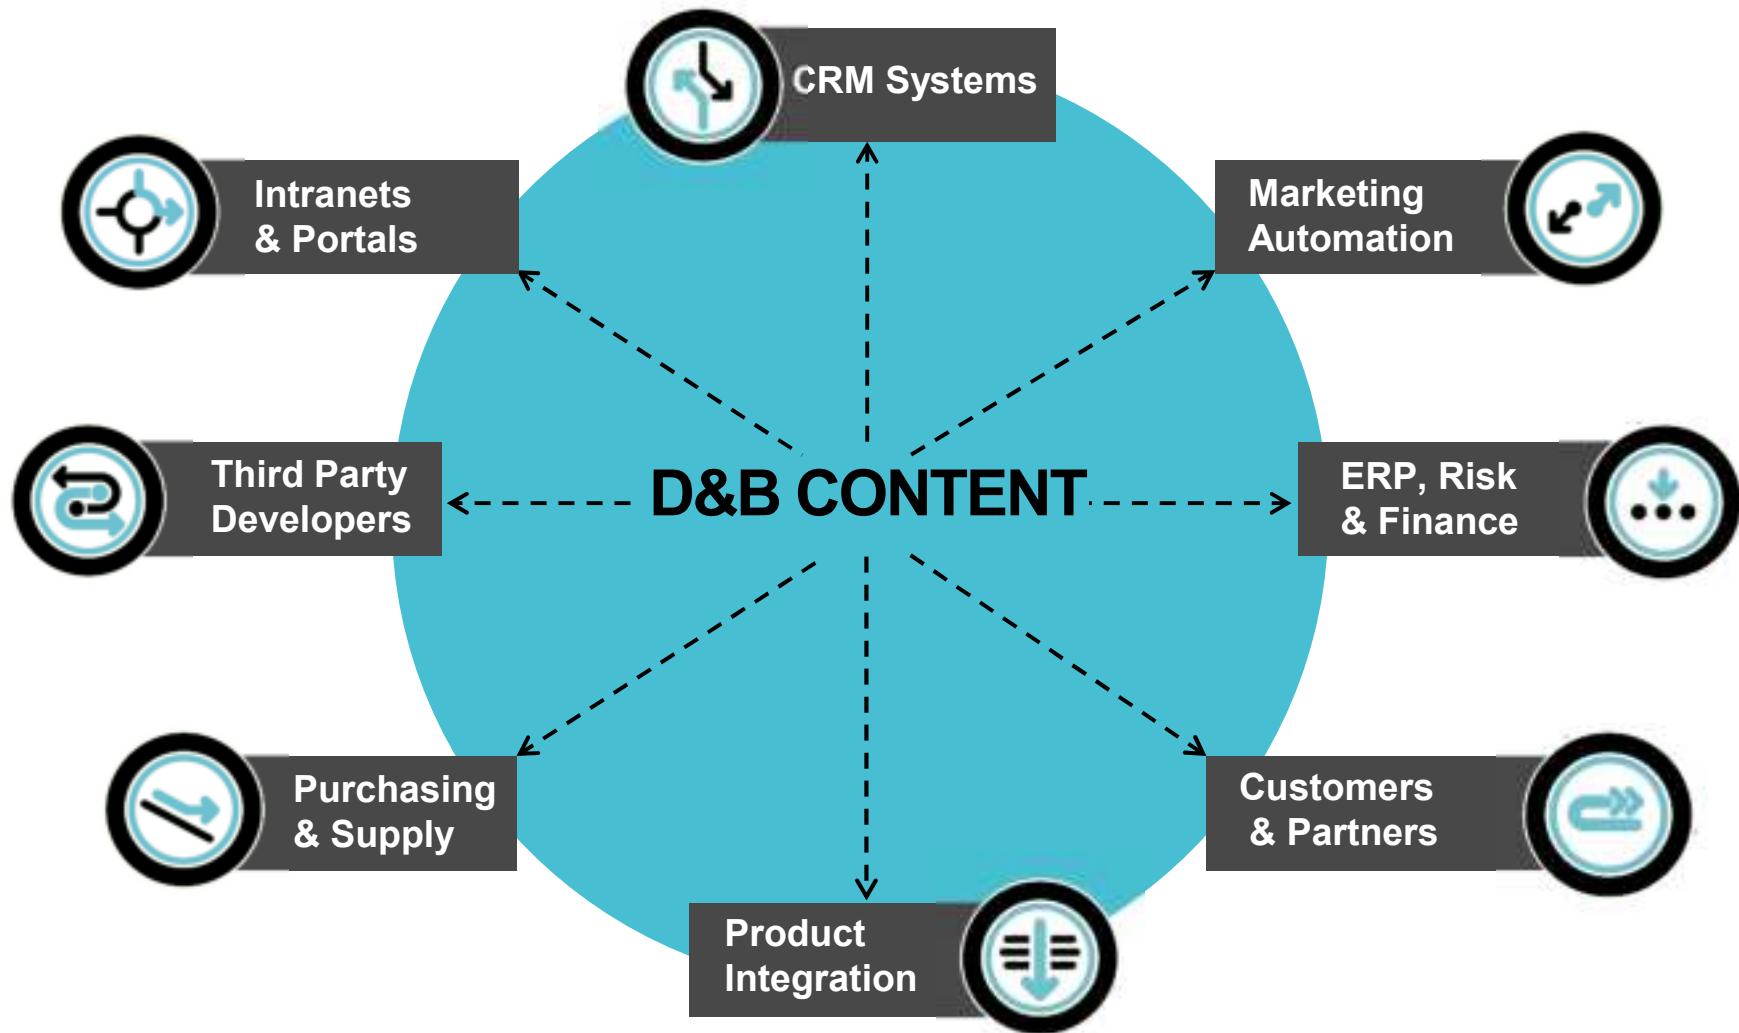 CRM Systems
Intranets
& Portals
Marketing
Automation
Third Party
Developers
D&B CONTENT
ERP, Risk
& Finance
Purchasing
& Supply
Customers
& Partners
Product
Integration